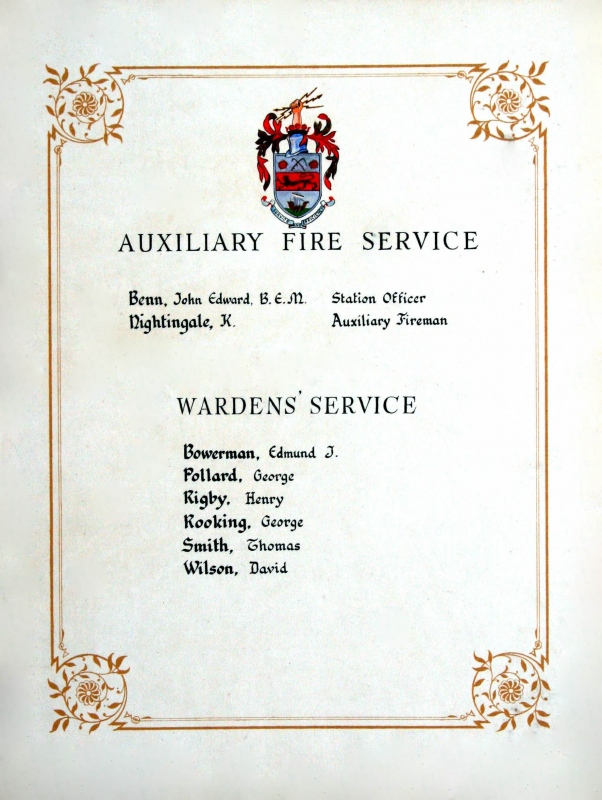 AUXILIARY FIRE SERVICE
Benn, John Edward, B.E.M. Station Officer
Nightingale, K. Auxiliary Fireman
WARDENS' SERVICE
Bowerman, Edmund J.
Pollard, George
Rigby, Henry
Rooking, George
Smith, Thomas
Wilson, David